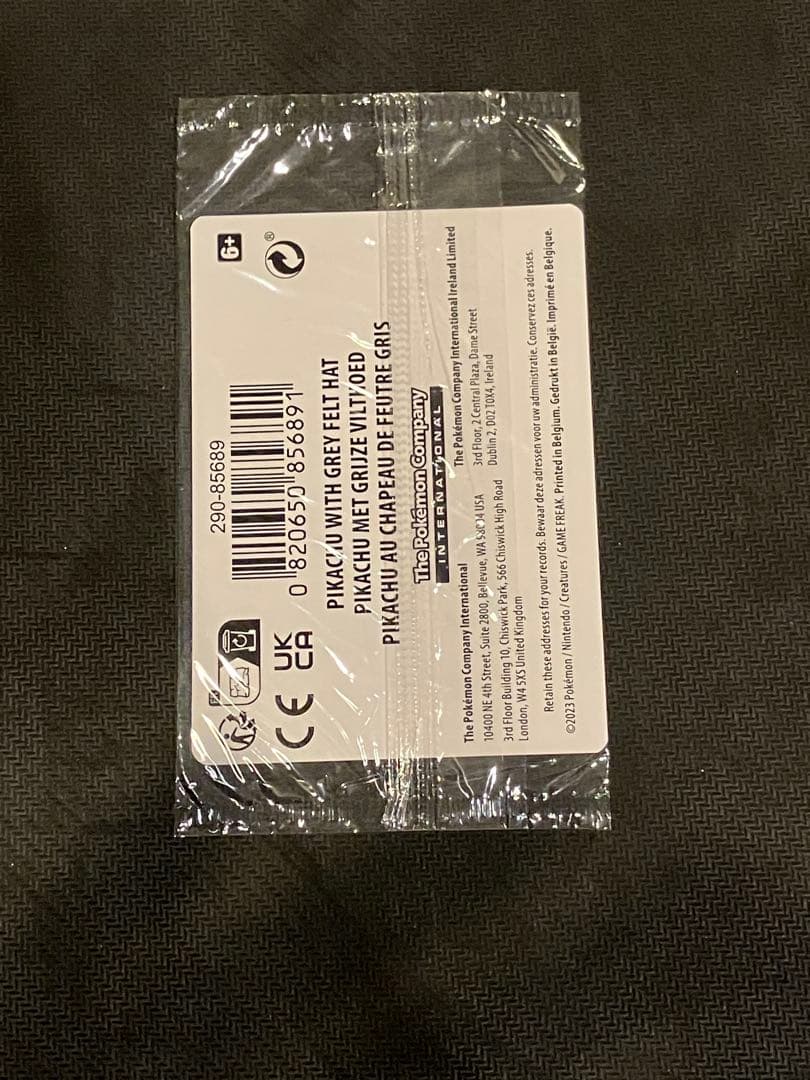 6+
290-85689
0 820650 856891
CE UK CA
PIKACHU WITH GREY FELT HAT
PIKACHU MET GRIJZE VILTHOED
PIKACHU AU CHAPEAU DE FEUTRE GRIS
The Pokémon Company
INTERNATIONAL
The Pokémon Company International
10400 NE 4th Street, Suite 2800, Bellevue, WA 98004 USA
3rd Floor Building 10, Chiswick Park, 566 Chiswick High Road
London, W4 5XS United Kingdom
The Pokémon Company International Ireland Limited
3rd Floor, 2 Central Plaza, Dame Street
Dublin 2, D02 T0X4, Ireland
Retain these addresses for your records. Bewaar deze adressen voor uw administratie. Conservez ces adresses.
©2023 Pokémon / Nintendo / Creatures / GAME FREAK. Printed in Belgium. Gedrukt in België. Imprimé en Belgique.